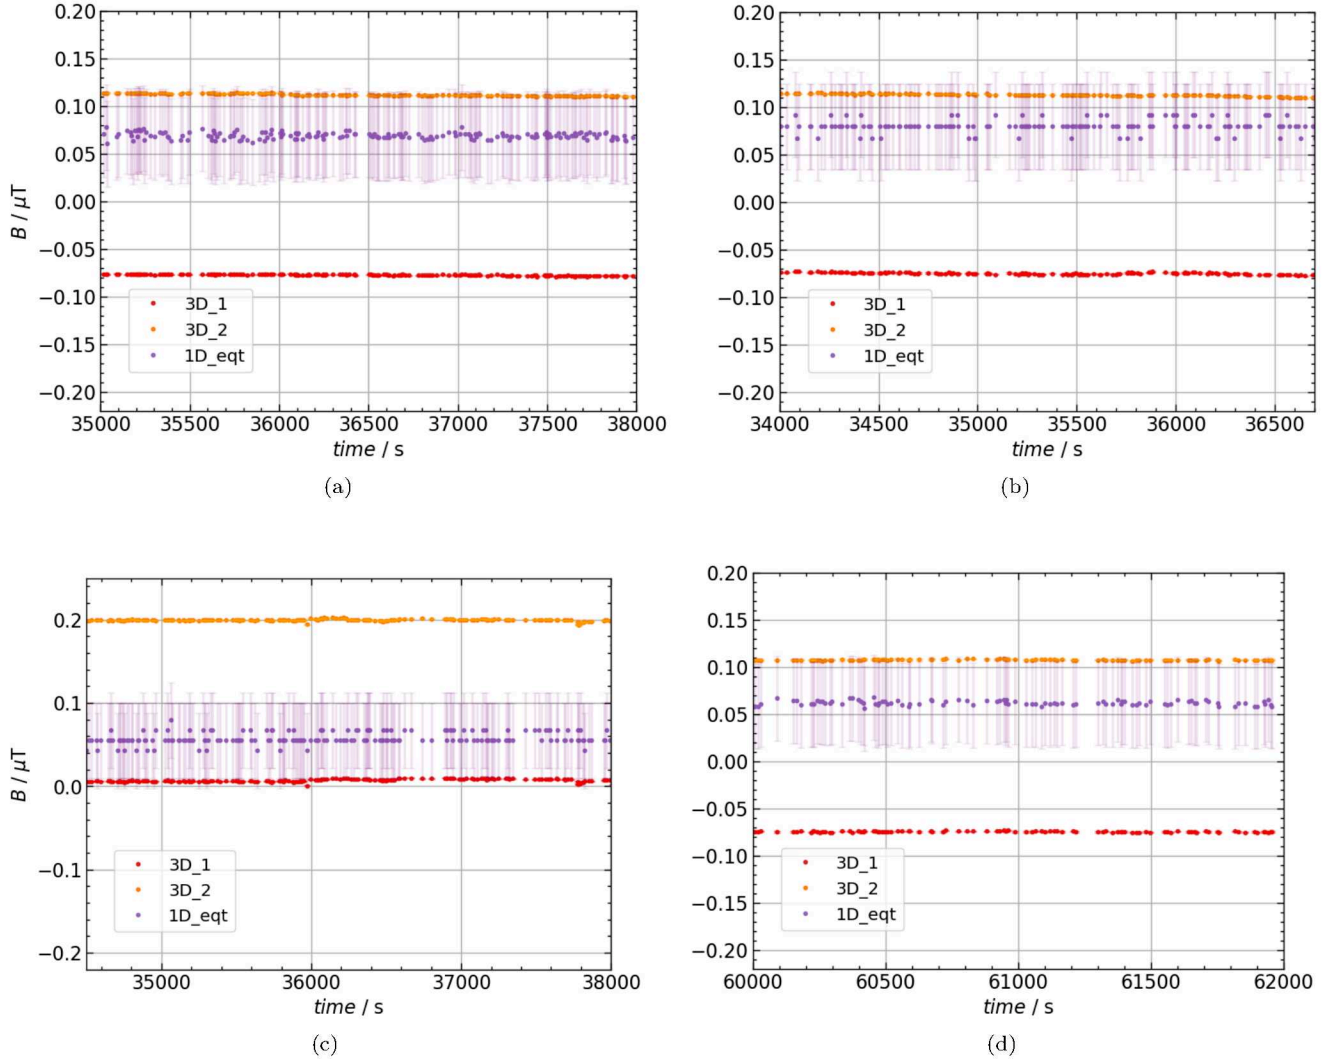 0.20
0.15
0.10
0.05
0.00
−0.05
−0.10
−0.15
−0.20
B / μT
3D_1
3D_2
1D_eqt
35000 35500 36000 36500 37000 37500 38000
time / s
(a)
0.20
0.15
0.10
0.05
0.00
−0.05
−0.10
−0.15
−0.20
3D_1
3D_2
1D_eqt
34000 34500 35000 35500 36000 36500
time / s
(b)
0.2
0.1
0.0
−0.1
−0.2
B / μT
3D_1
3D_2
1D_eqt
35000 36000 37000 38000
time / s
(c)
0.20
0.15
0.10
0.05
0.00
−0.05
−0.10
−0.15
−0.20
3D_1
3D_2
1D_eqt
60000 60500 61000 61500 62000
time / s
(d)